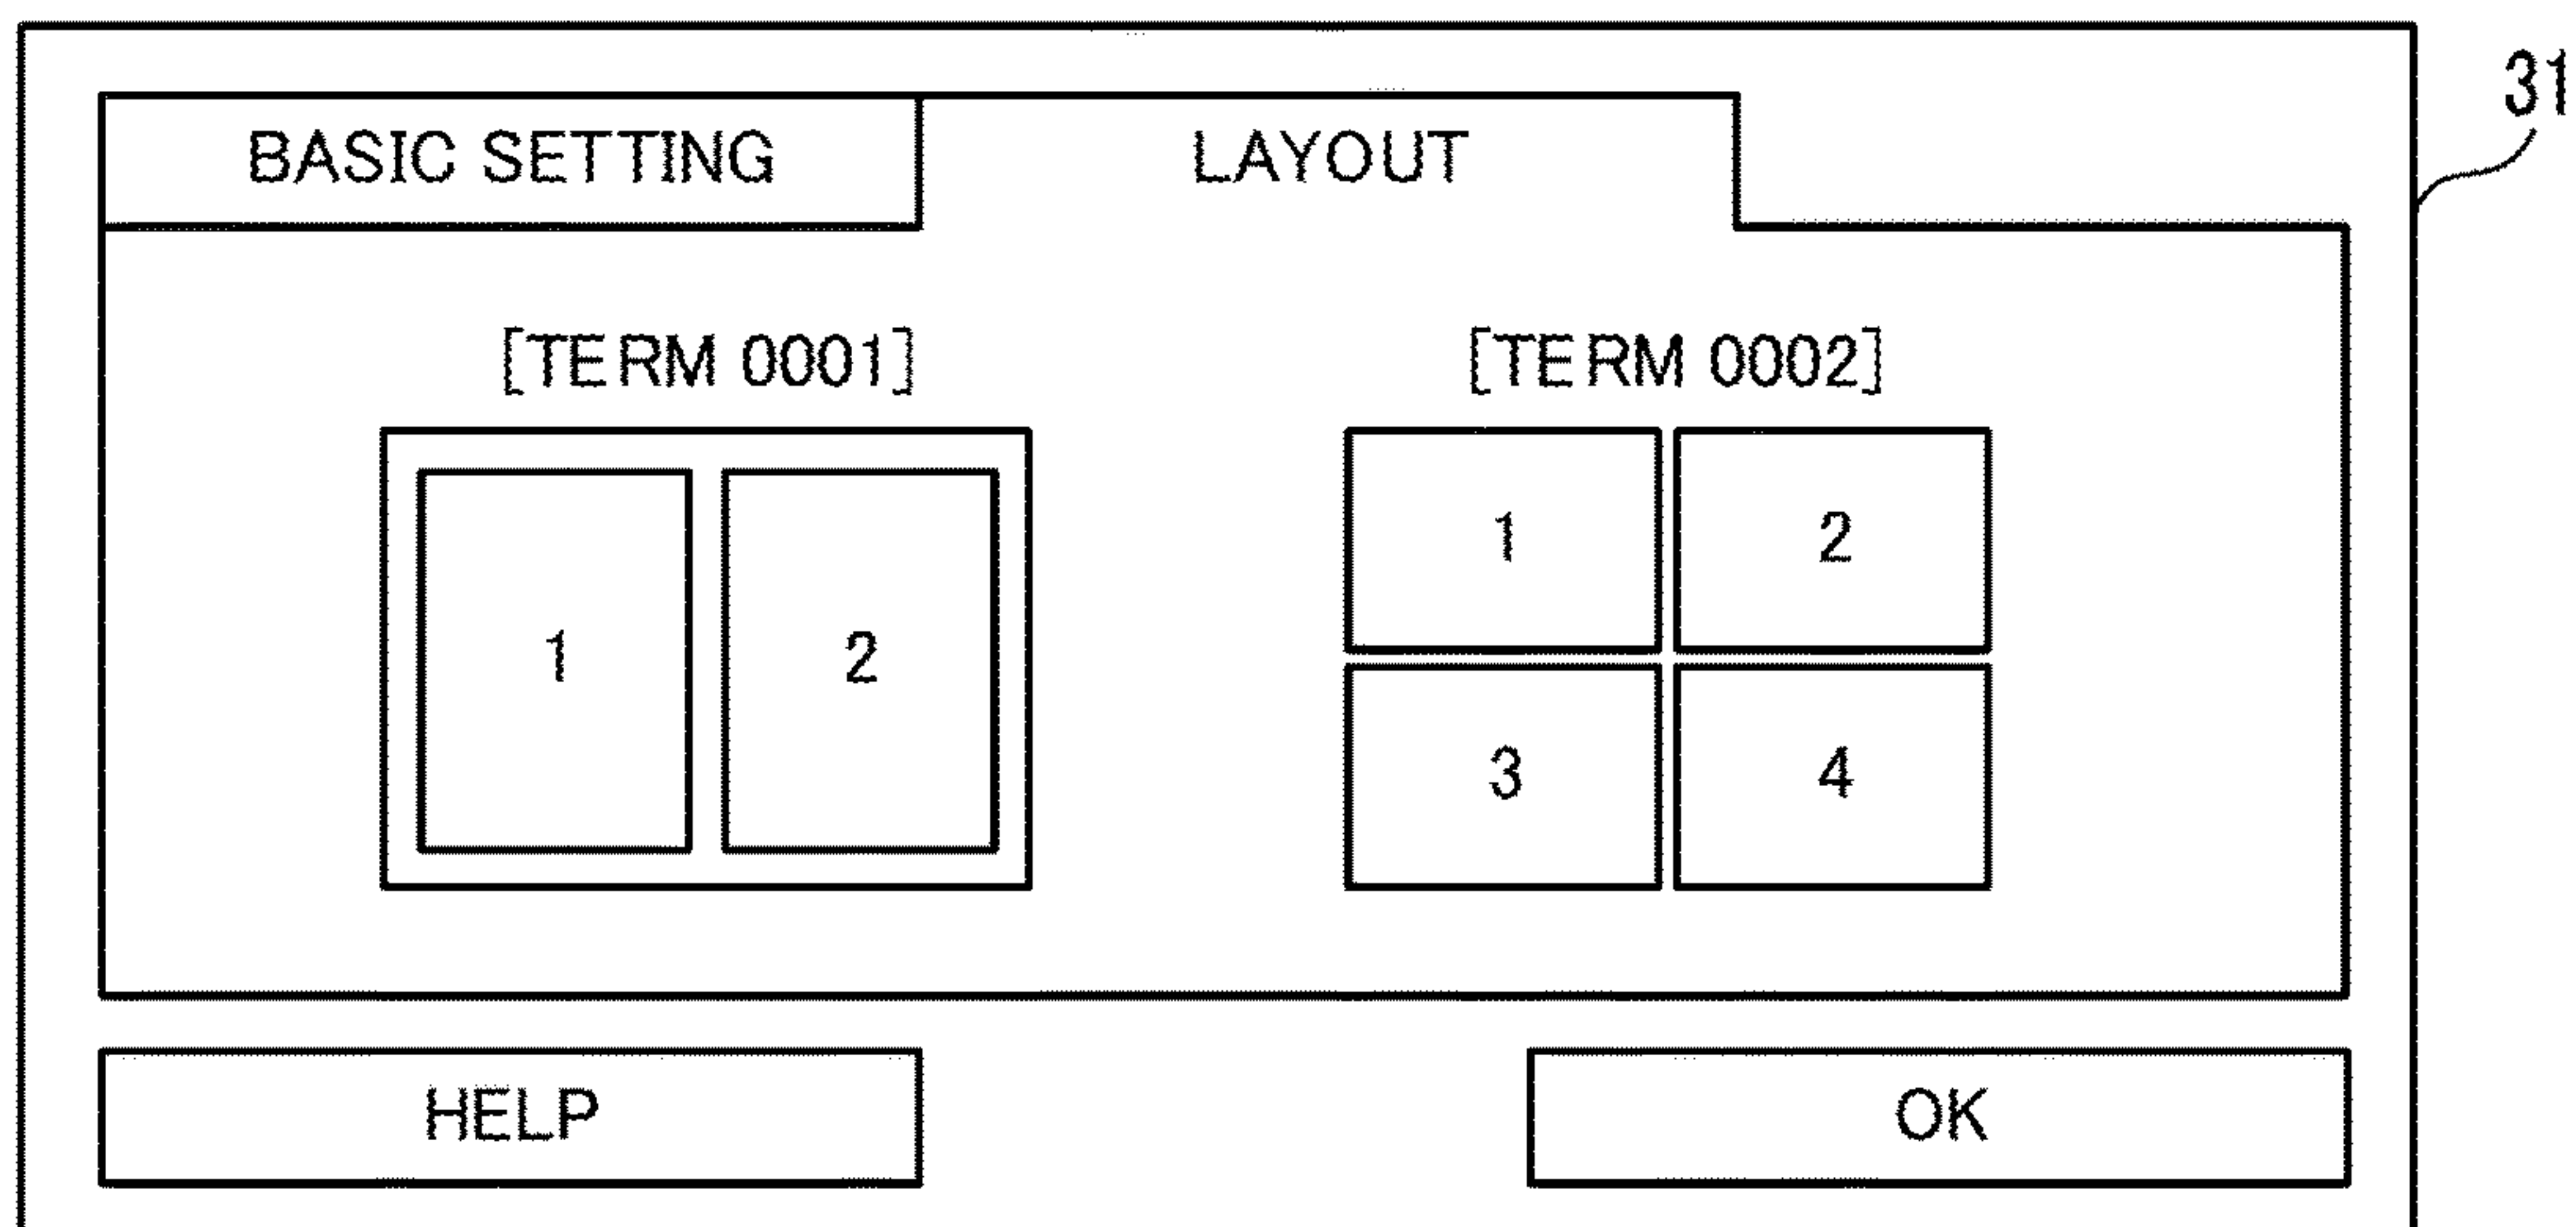 31
BASIC SETTING LAYOUT
[TERM 0001] [TERM 0002]
1 2
1 2
3 4
HELP OK